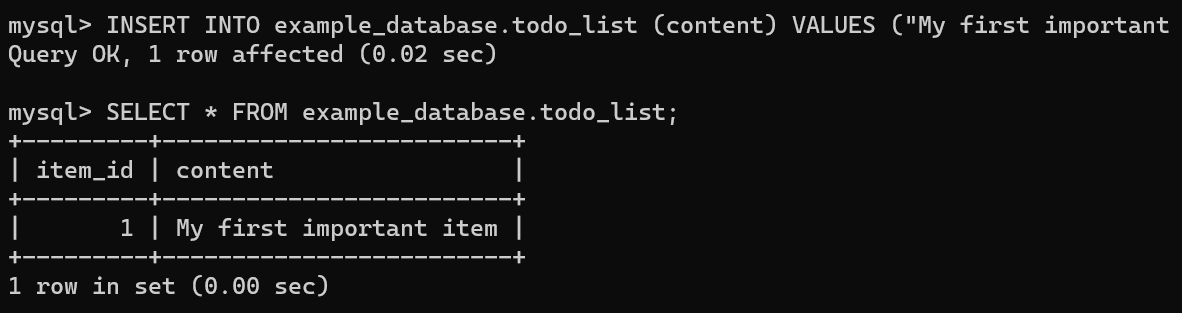 mysql> INSERT INTO example_database.todo_list (content) VALUES ("My first important
Query OK, 1 row affected (0.02 sec)
mysql> SELECT * FROM example_database.todo_list;
+---------+-------------------------+
| item_id | content                 |
+---------+-------------------------+
|       1 | My first important item |
+---------+-------------------------+
1 row in set (0.00 sec)